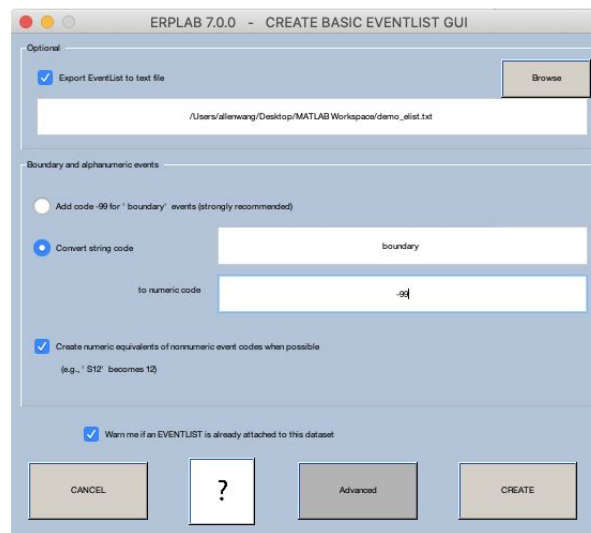 ERPLAB 7.0.0 - CREATE BASIC EVENTLIST GUI
Optional
Export EventList to text file
Browse
/Users/allenwang/Desktop/MATLAB Workspace/demo_elist.txt
Boundary and alphanumeric events
Add code -99 for ' boundary' events (strongly recommended)
Convert string code
boundary
to numeric code
-99
Create numeric equivalents of nonnumeric event codes when possible
(e.g., ' S12' becomes 12)
Warn me if an EVENTLIST is already attached to this dataset
CANCEL
?
Advanced
CREATE